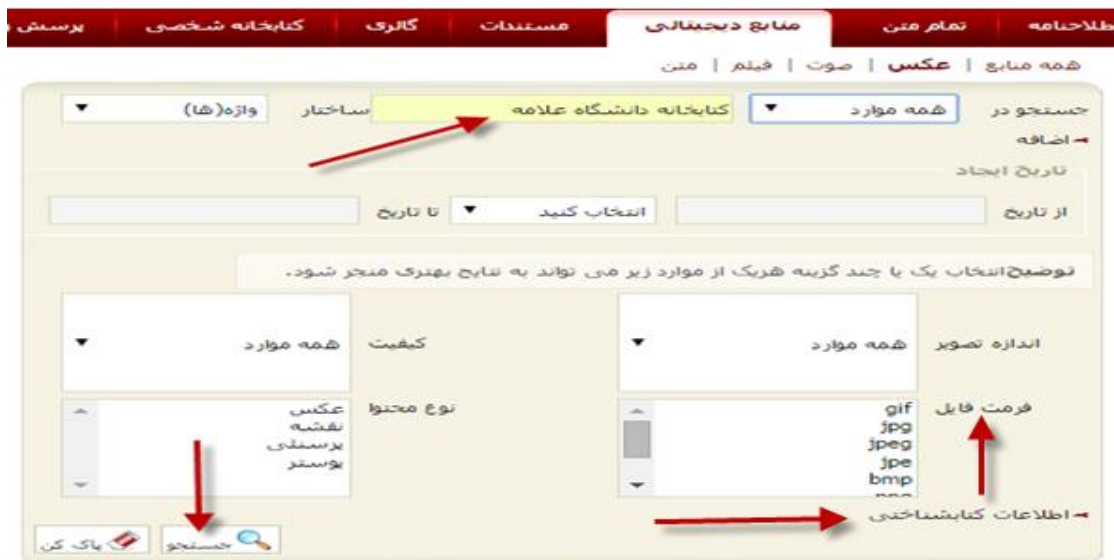 طلاحنامه تمام متن منابع دیجیتالی مستندات گالری کتابخانه شخصی پرسش
همه منابع | عکس | صوت | فیلم | متن
جستجو در همه موارد کتابخانه دانشگاه علامه ساختار واژه(ها)
اضافه
تاریخ ایجاد
از تاریخ انتخاب کنید تا تاریخ
توضیح:انتخاب یک یا چند گزینه هریک از موارد زیر می تواند به نتایج بهتری منجر شود.
اندازه تصویر همه موارد کیفیت همه موارد
فرمت فایل gif نوع محتوا عکس
jpg نقشه
jpeg پرسنلی
jpe پوستر
bmp
اطلاعات کتابشناختی
جستجو پاک کن